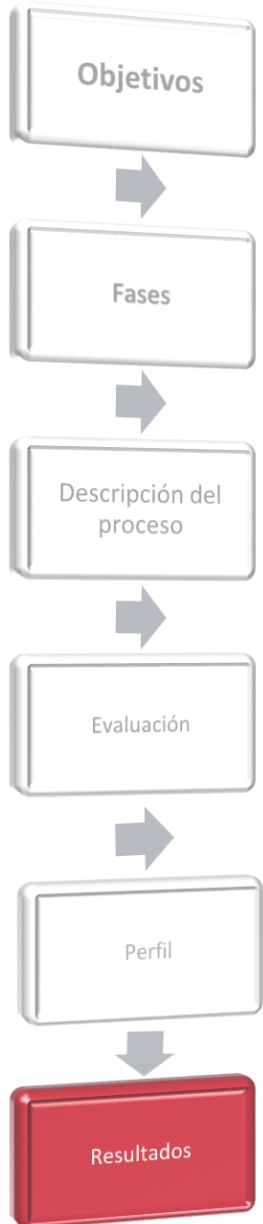 Objetivos
Fases
Descripción del
proceso
Evaluación
Perfil
Resultados